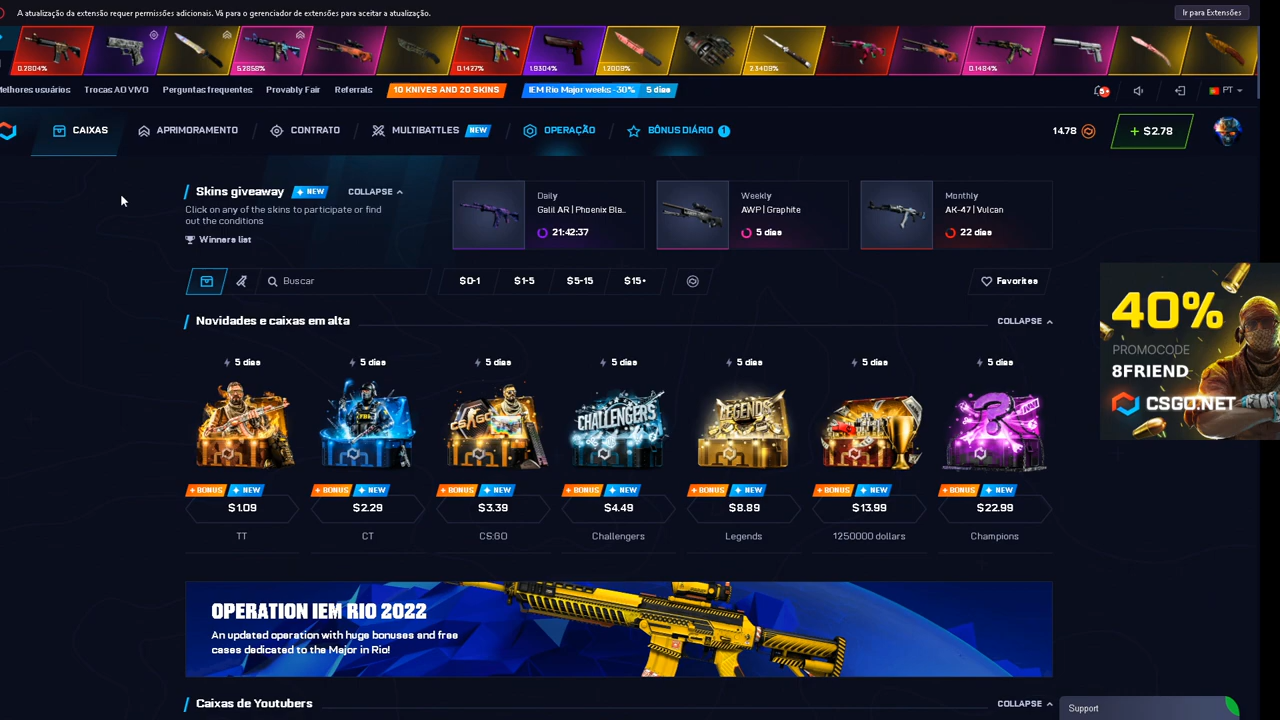 A atualização da extensão requer permissões adicionais. Vá para o gerenciador de extensões para aceitar a atualização.
Ir para Extensões
0.2804%
5.2858%
0.1427%
1.9304%
1.2009%
2.3409%
0.1484%
Melhores usuários
Trocas AO VIVO
Perguntas frequentes
Provably Fair
Referrals
10 KNIVES AND 20 SKINS
IEM Rio Major weeks -30%
5 dias
PT
CAIXAS
APRIMORAMENTO
CONTRATO
MULTIBATTLES NEW
OPERAÇÃO
BÔNUS DIÁRIO 1
14.78
+ $2.78
Skins giveaway NEW
COLLAPSE
Click on any of the skins to participate or find
out the conditions
Winners list
Daily
Galil AR | Phoenix Bla...
21:42:37
Weekly
AWP | Graphite
5 dias
Monthly
AK-47 | Vulcan
22 dias
Buscar
$0-1
$1-5
$5-15
$15+
Favorites
Novidades e caixas em alta
COLLAPSE
5 dias
5 dias
5 dias
5 dias
5 dias
5 dias
5 dias
CS:GO
CHALLENGERS
LEGENDS
+ BONUS NEW
+ BONUS NEW
+ BONUS NEW
+ BONUS NEW
+ BONUS NEW
+ BONUS NEW
+ BONUS NEW
$1.09
$2.29
$3.39
$4.49
$8.89
$13.99
$22.99
TT
CT
CS:GO
Challengers
Legends
1250000 dollars
Champions
40%
PROMOCODE
8FRIEND
CSGO.NET
OPERATION IEM RIO 2022
An updated operation with huge bonuses and free
cases dedicated to the Major in Rio!
Caixas de Youtubers
COLLAPSE
Support